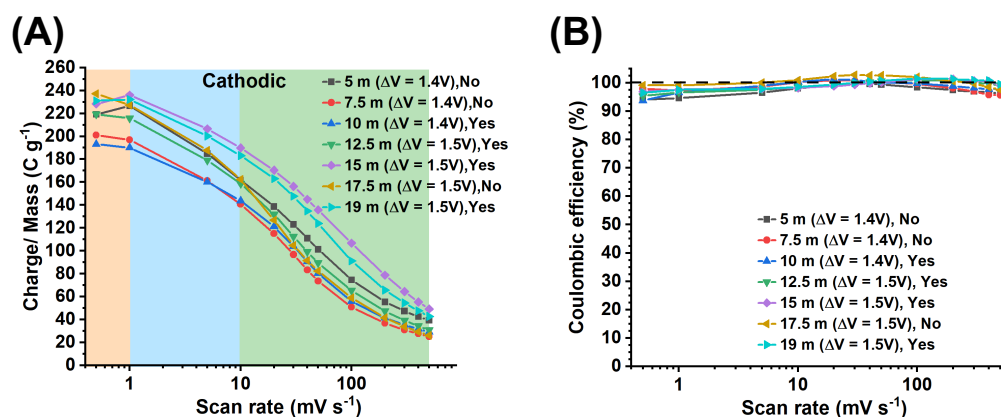 (A)
Charge/ Mass (C g-1)
260
240
220
200
180
160
140
120
100
80
60
40
20
0
Cathodic
5 m (ΔV = 1.4V),No
7.5 m (ΔV = 1.4V),No
10 m (ΔV = 1.4V),Yes
12.5 m (ΔV = 1.5V),Yes
15 m (ΔV = 1.5V),Yes
17.5 m (ΔV = 1.5V),No
19 m (ΔV = 1.5V),Yes
1 10 100
Scan rate (mV s-1)
(B)
Coulombic efficiency (%)
100
90
80
70
60
50
40
30
20
10
0
5 m (ΔV = 1.4V), No
7.5 m (ΔV = 1.4V), No
10 m (ΔV = 1.4V), Yes
12.5 m (ΔV = 1.5V), Yes
15 m (ΔV = 1.5V), Yes
17.5 m (ΔV = 1.5V), No
19 m (ΔV = 1.5V), Yes
1 10 100
Scan rate (mV s-1)